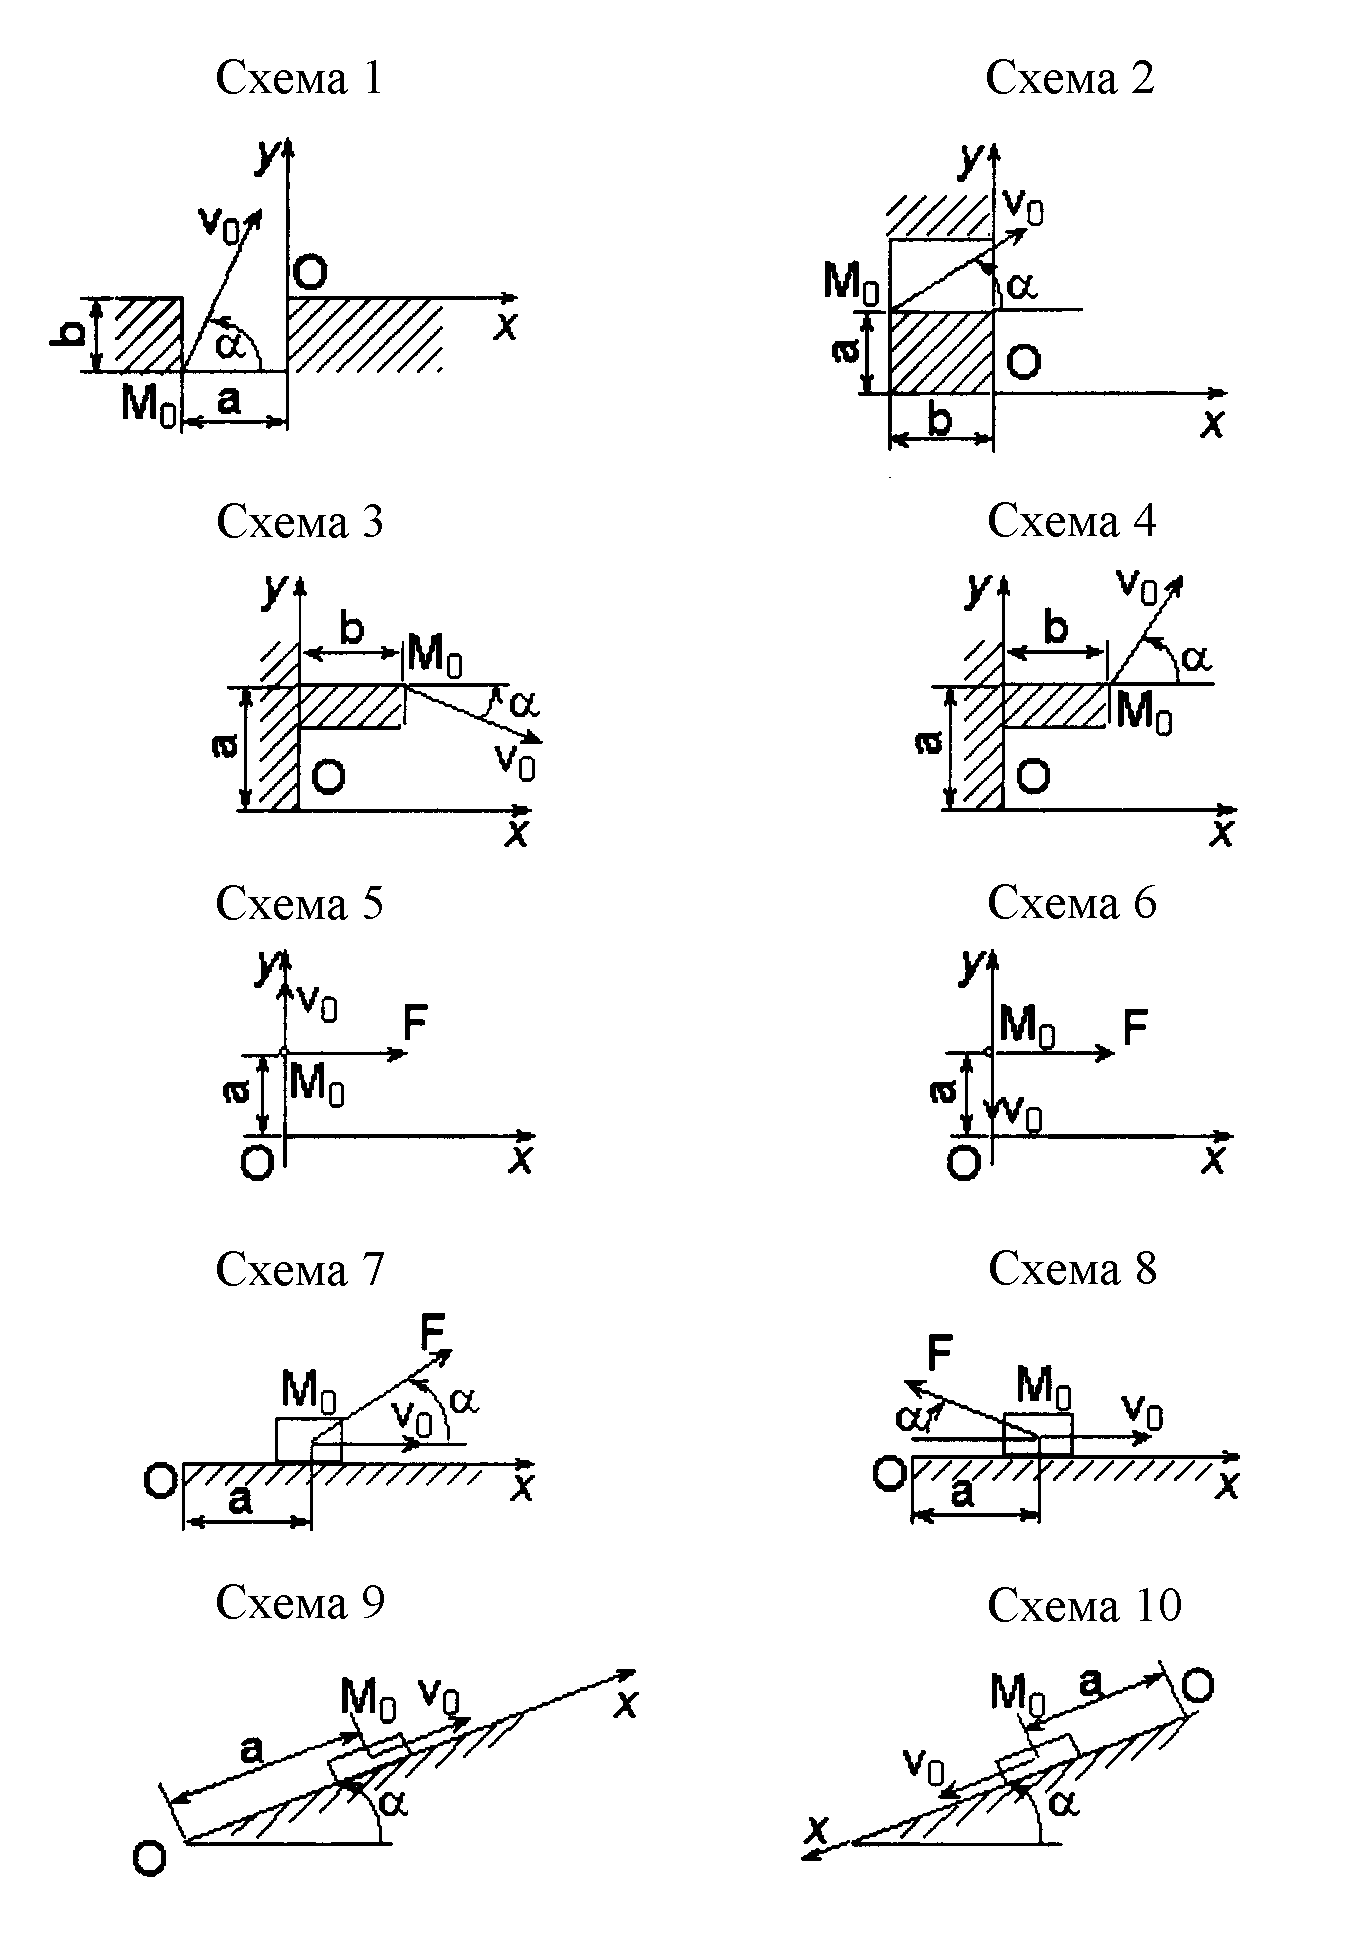 Схема 1
Схема 2
y
v0
O
b
α
x
M0
a
y
v0
M0
α
a
O
b
x
Схема 3
Схема 4
y
b
M0
α
a
v0
O
x
y
v0
b
α
M0
a
O
x
Схема 5
Схема 6
y
v0
F
a
M0
O
x
y
M0
F
a
v0
O
x
Схема 7
Схема 8
F
M0
v0
α
O
a
x
F
M0
α
v0
O
a
x
Схема 9
Схема 10
M0
v0
x
a
α
O
M0
a
O
v0
α
x